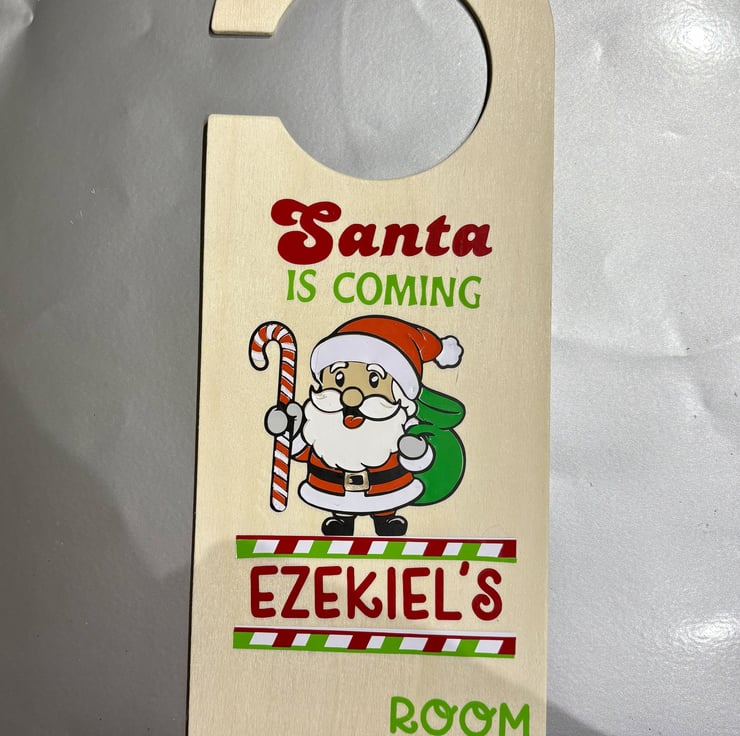 Santa
IS COMING
EZEKIEL'S
ROOM